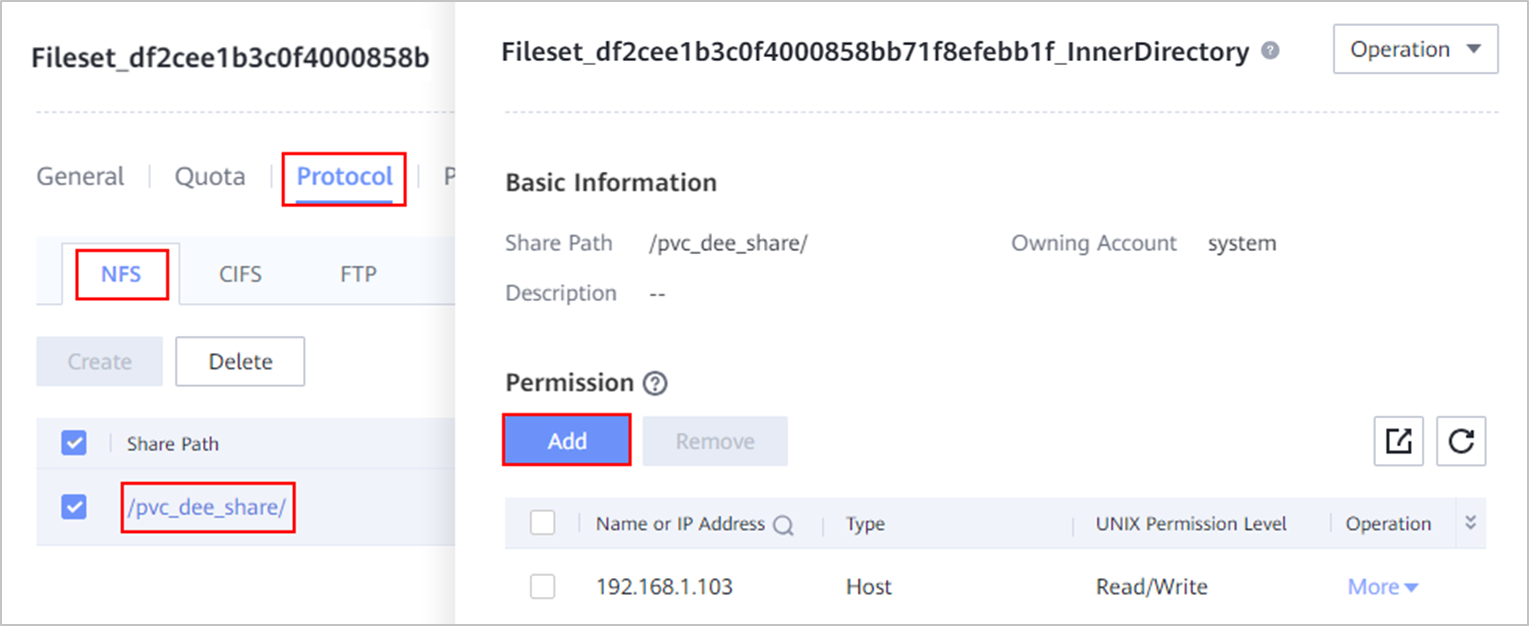 Fileset_df2cee1b3c0f4000858b
General
Quota
Protocol
P
NFS
CIFS
FTP
Create
Delete
Share Path
/pvc_dee_share/
Fileset_df2cee1b3c0f4000858bb71f8efebb1f_InnerDirectory ?
Operation
Basic Information
Share Path /pvc_dee_share/
Owning Account system
Description --
Permission ?
Add
Remove
Name or IP Address Type UNIX Permission Level Operation
192.168.1.103 Host Read/Write More